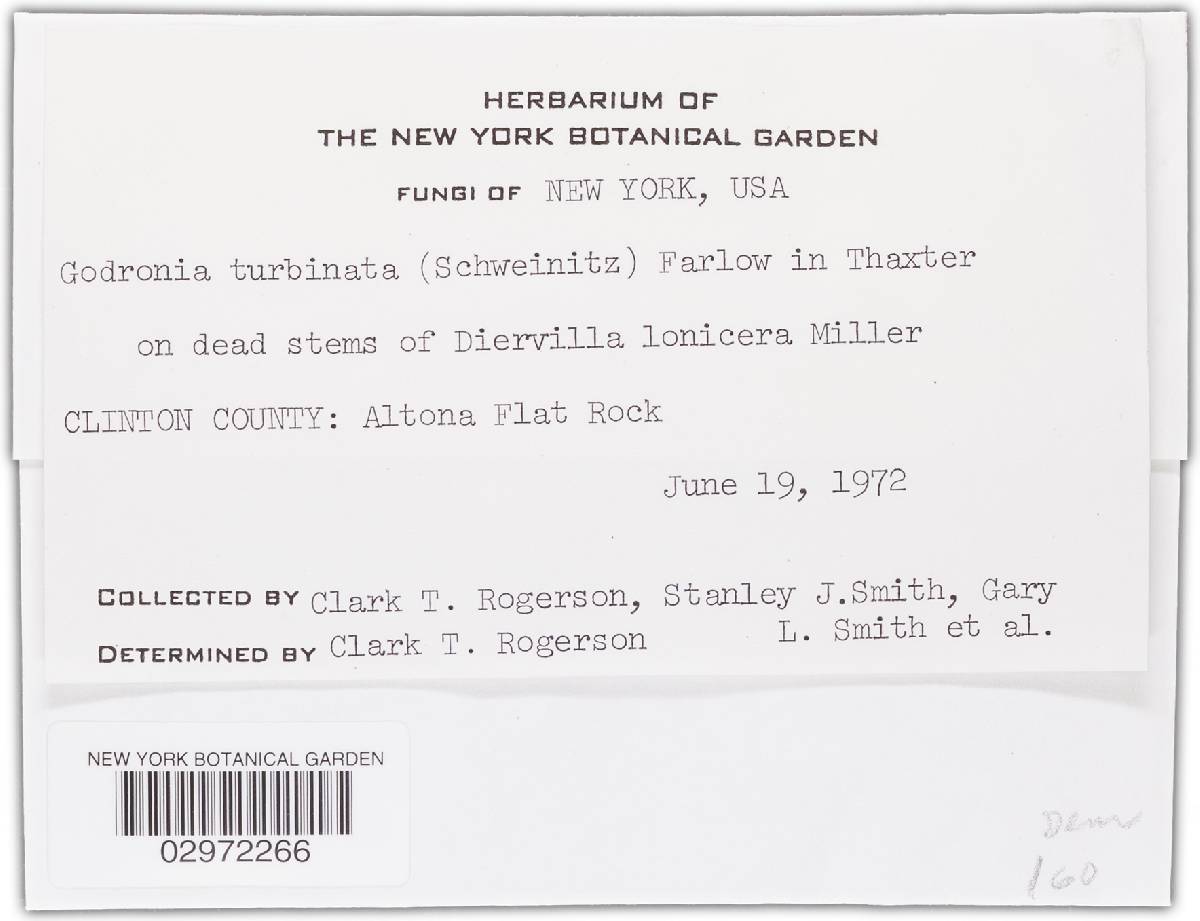 HERBARIUM OF
THE NEW YORK BOTANICAL GARDEN
FUNGI OF NEW YORK, USA
Godronia turbinata (Schweinitz) Farlow in Thaxter
on dead stems of Diervilla lonicera Miller
CLINTON COUNTY: Altona Flat Rock
June 19, 1972
COLLECTED BY Clark T. Rogerson, Stanley J.Smith, Gary
L. Smith et al.
DETERMINED BY Clark T. Rogerson
NEW YORK BOTANICAL GARDEN
02972266
160